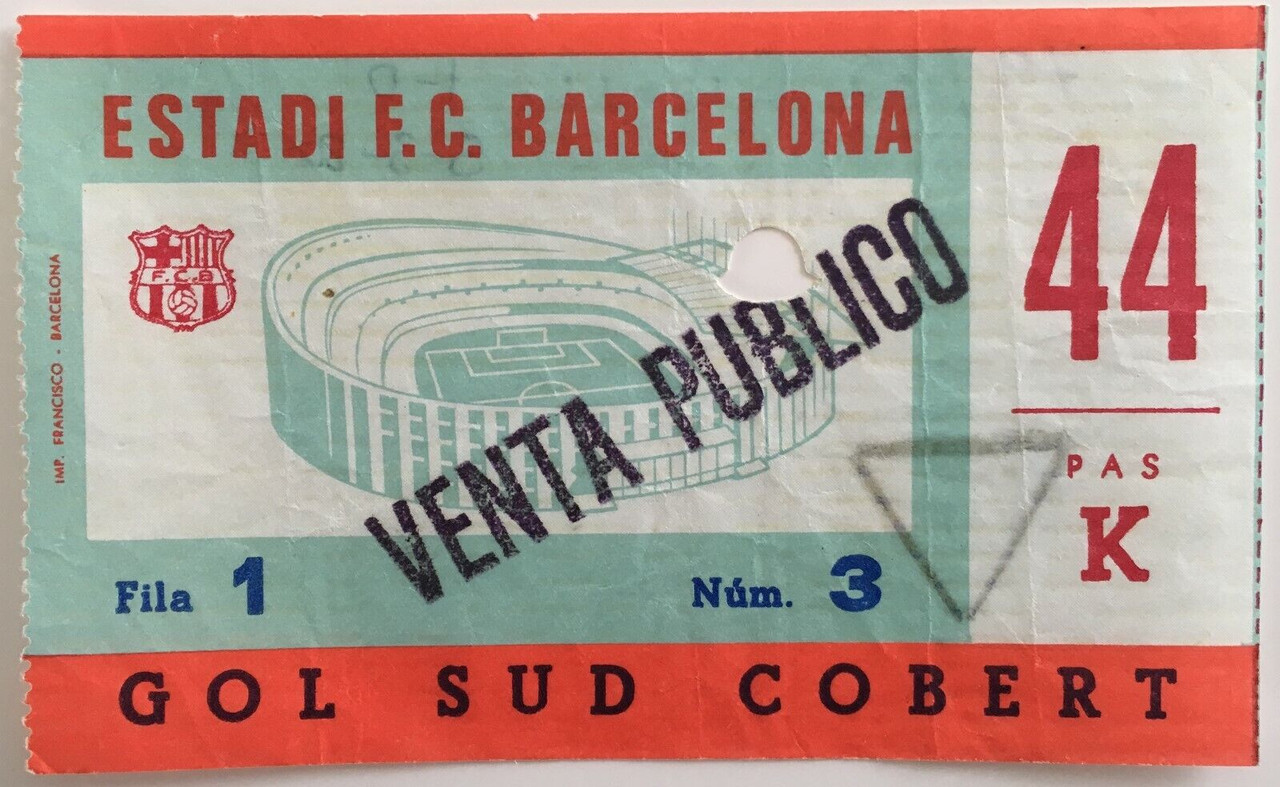 ESTADI F.C. BARCELONA
F.C.B
IMP. FRANCISCO - BARCELONA
VENTA PUBLICO
44
PAS
K
Fila 1
Núm. 3
GOL SUD COBERT